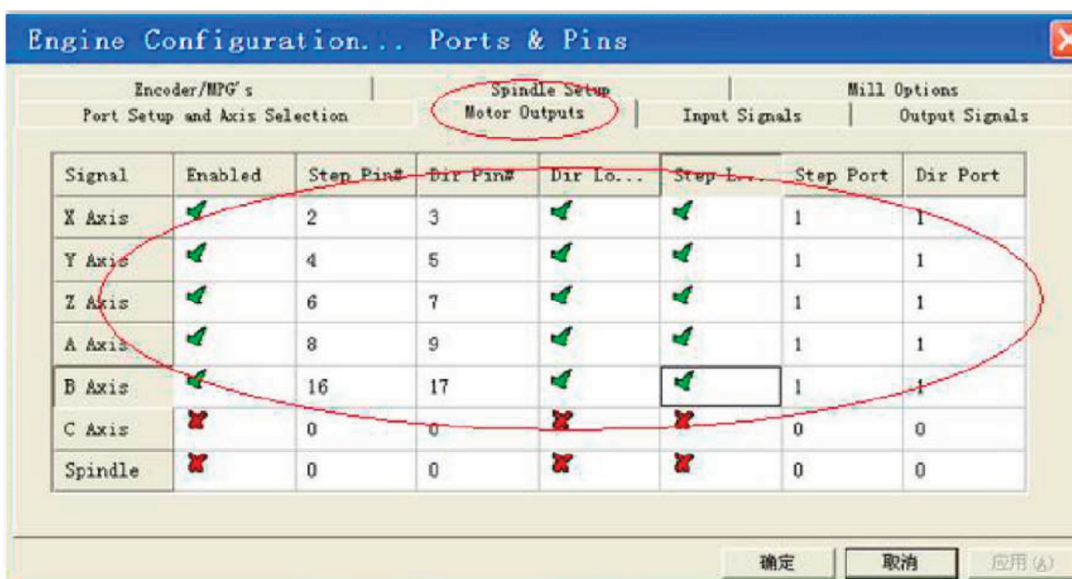 Engine Configuration... Ports & Pins
Encoder/MPG's Spindle Setup Mill Options
Port Setup and Axis Selection Motor Outputs Input Signals Output Signals
Signal Enabled Step Pin# Dir Pin# Dir Lo... Step L... Step Port Dir Port
X Axis 2 3 1 1
Y Axis 4 5 1 1
Z Axis 6 7 1 1
A Axis 8 9 1 1
B Axis 16 17 1 1
C Axis 0 0 0 0
Spindle 0 0 0 0
确定 取消 应用(A)